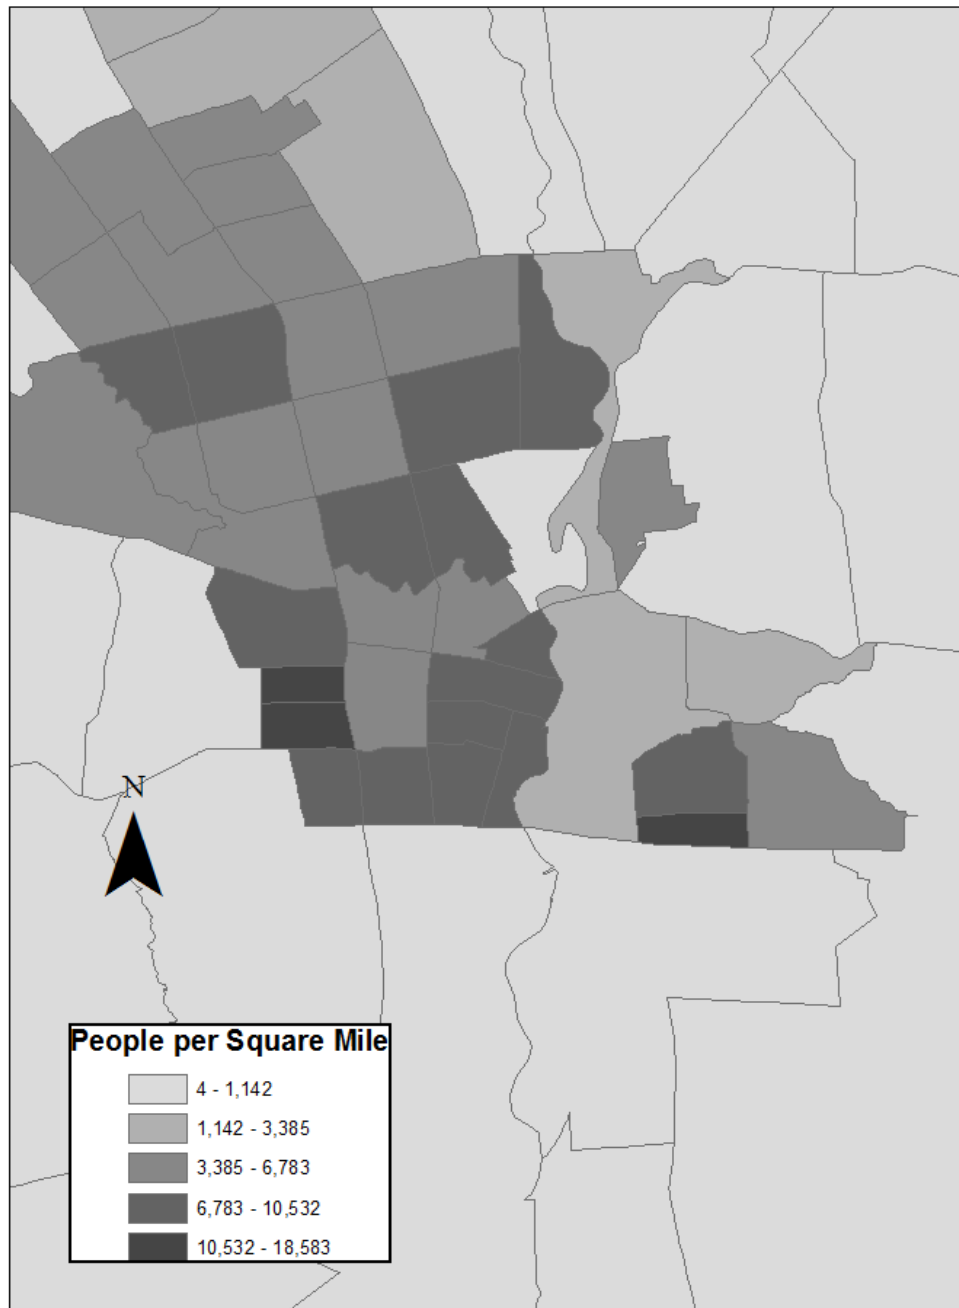 N
People per Square Mile
4 - 1,142
1,142 - 3,385
3,385 - 6,783
6,783 - 10,532
10,532 - 18,583